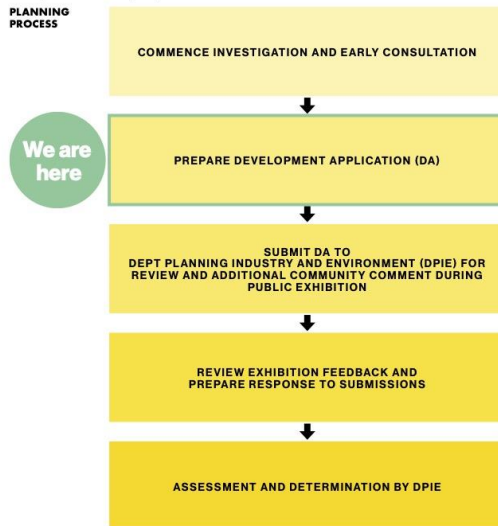 PLANNING
PROCESS
COMMENCE INVESTIGATION AND EARLY CONSULTATION
We are
here
PREPARE DEVELOPMENT APPLICATION (DA)
SUBMIT DA TO
DEPT PLANNING INDUSTRY AND ENVIRONMENT (DPIE) FOR
REVIEW AND ADDITIONAL COMMUNITY COMMENT DURING
PUBLIC EXHIBITION
REVIEW EXHIBITION FEEDBACK AND
PREPARE RESPONSE TO SUBMISSIONS
ASSESSMENT AND DETERMINATION BY DPIE